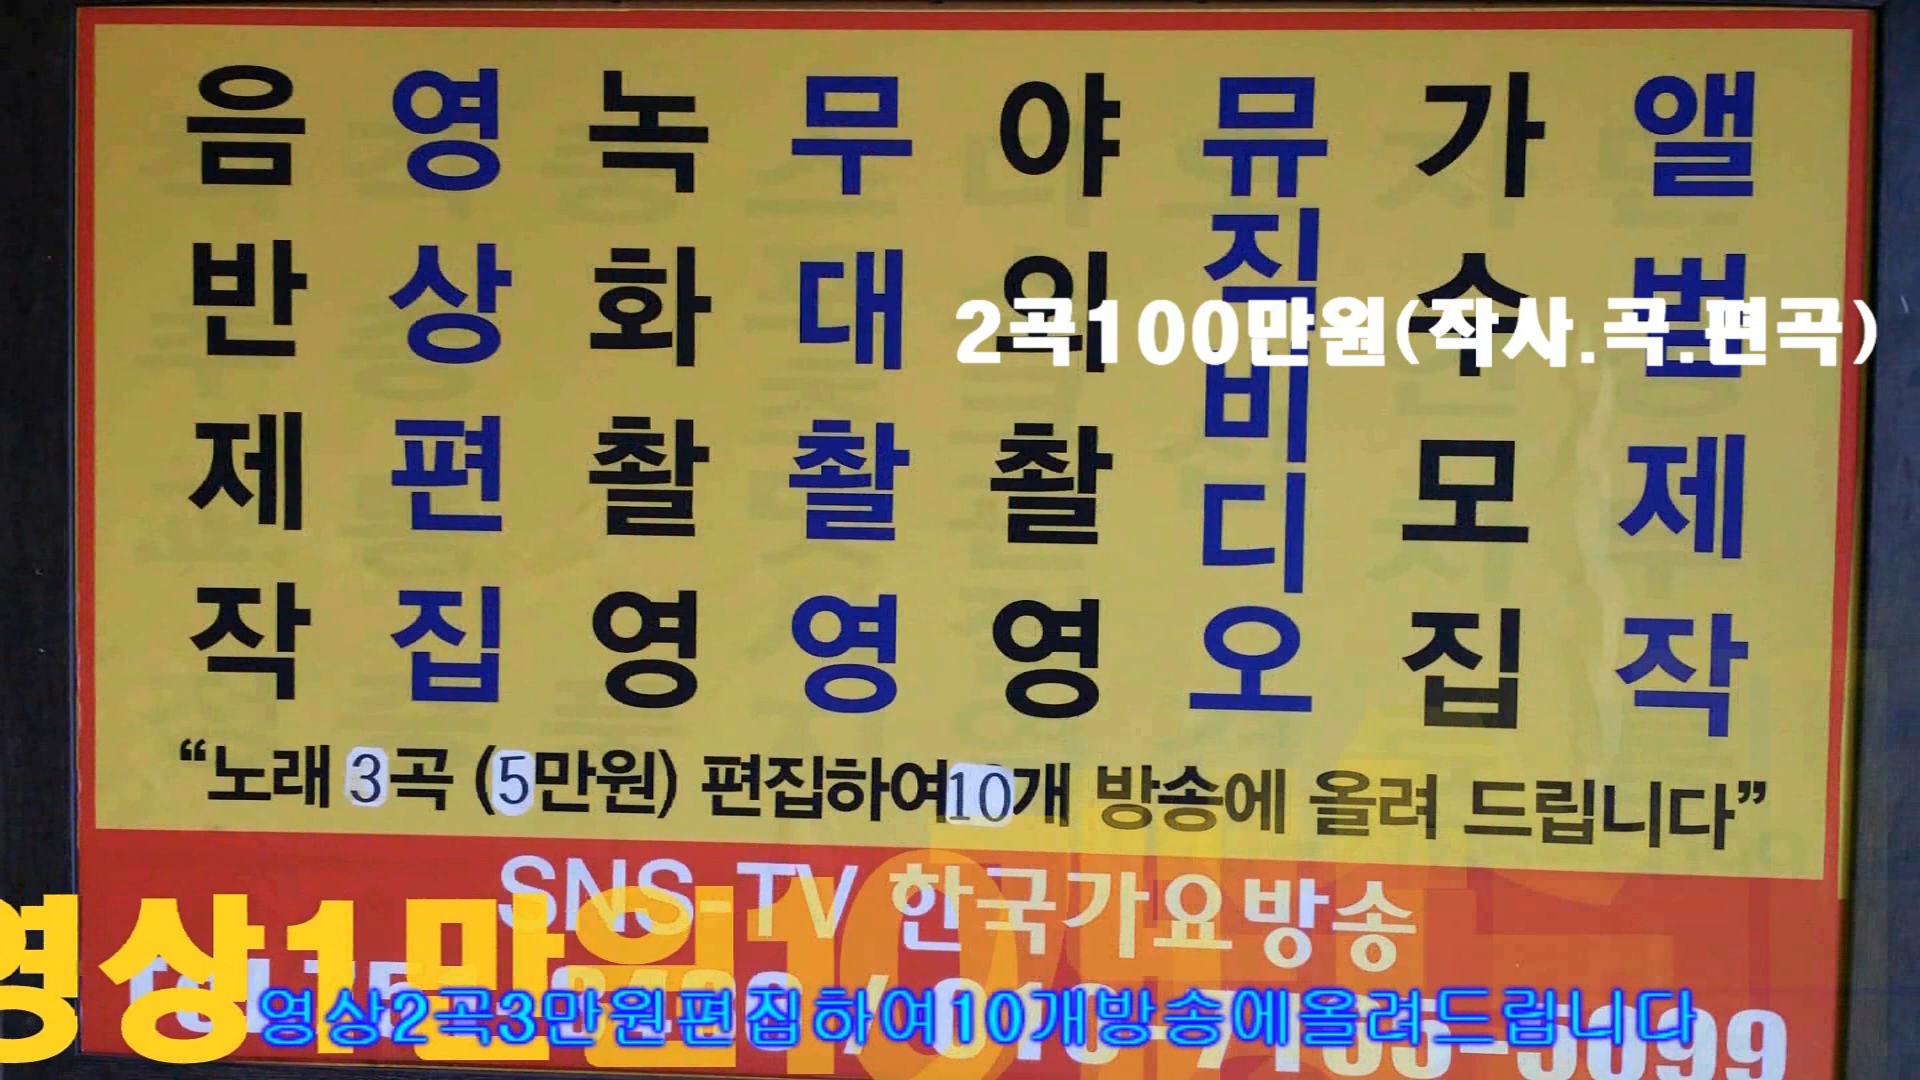 음반제작
영상편집
녹화촬영
무대촬영
야외촬영
뮤직비디오
가수모집
앨범제작
2곡100만원(작사.곡.편곡)
“노래 3곡 (5만원) 편집하여10개 방송에 올려 드립니다”
SNS-TV 한국가요방송
영상1만원
영상2곡3만원편집하여10개방송에올려드립니다